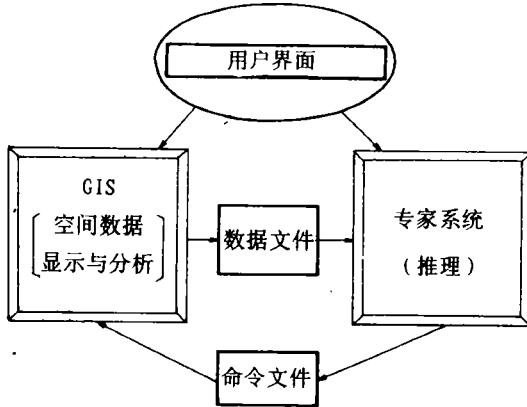 用户界面
GIS
空间数据
显示与分析
数据文件
专家系统
(推理)
命令文件